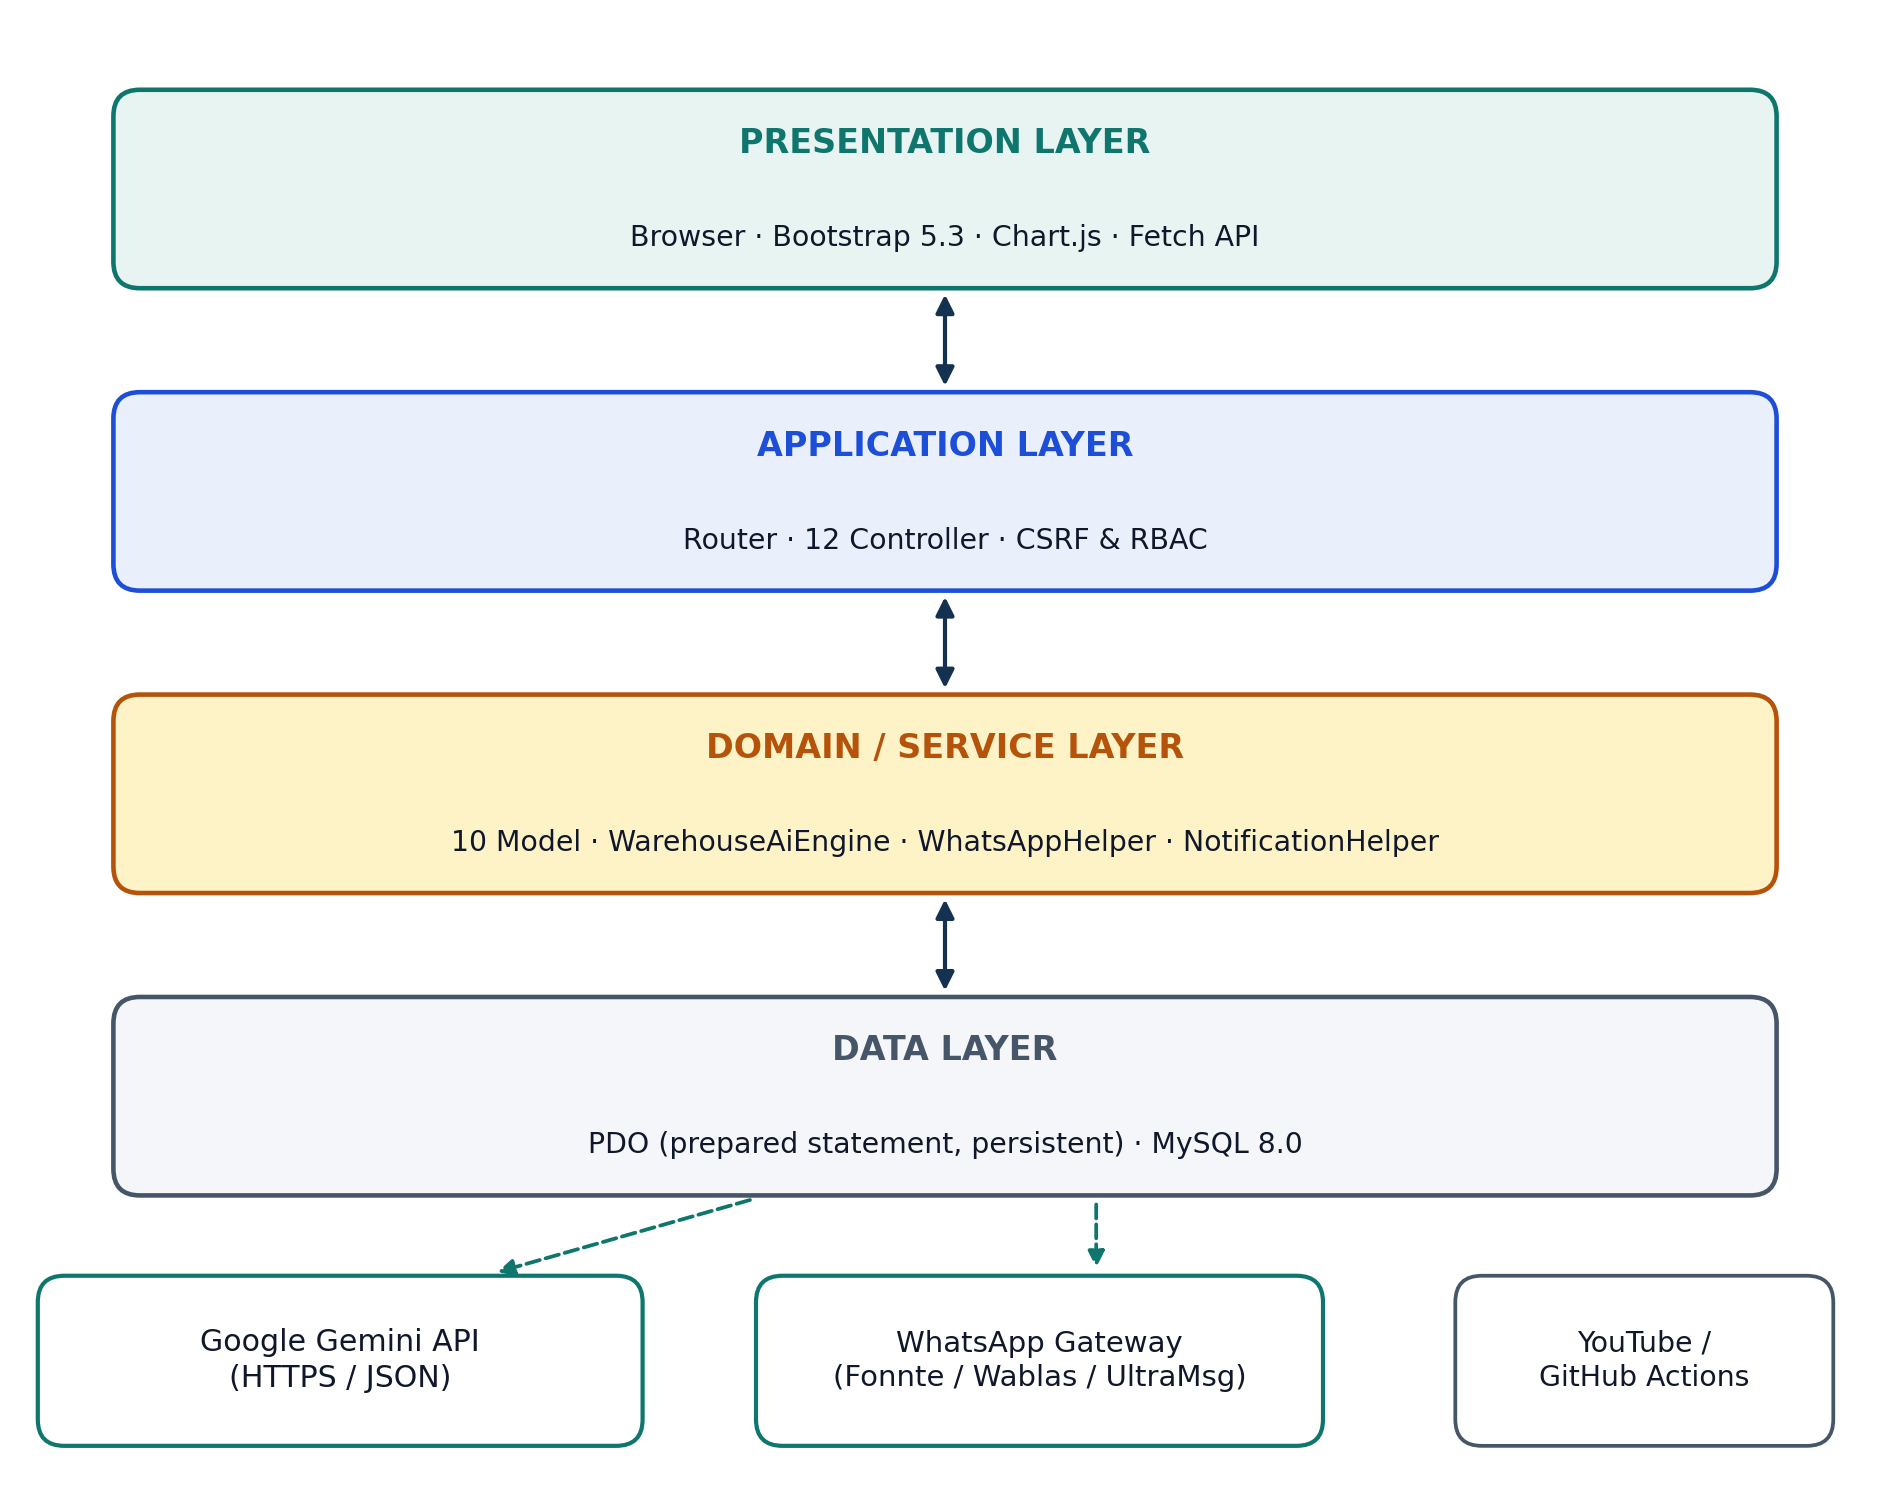 PRESENTATION LAYER
Browser · Bootstrap 5.3 · Chart.js · Fetch API
APPLICATION LAYER
Router · 12 Controller · CSRF & RBAC
DOMAIN / SERVICE LAYER
10 Model · WarehouseAiEngine · WhatsAppHelper · NotificationHelper
DATA LAYER
PDO (prepared statement, persistent) · MySQL 8.0
Google Gemini API
(HTTPS / JSON)
WhatsApp Gateway
(Fonnte / Wablas / UltraMsg)
YouTube /
GitHub Actions